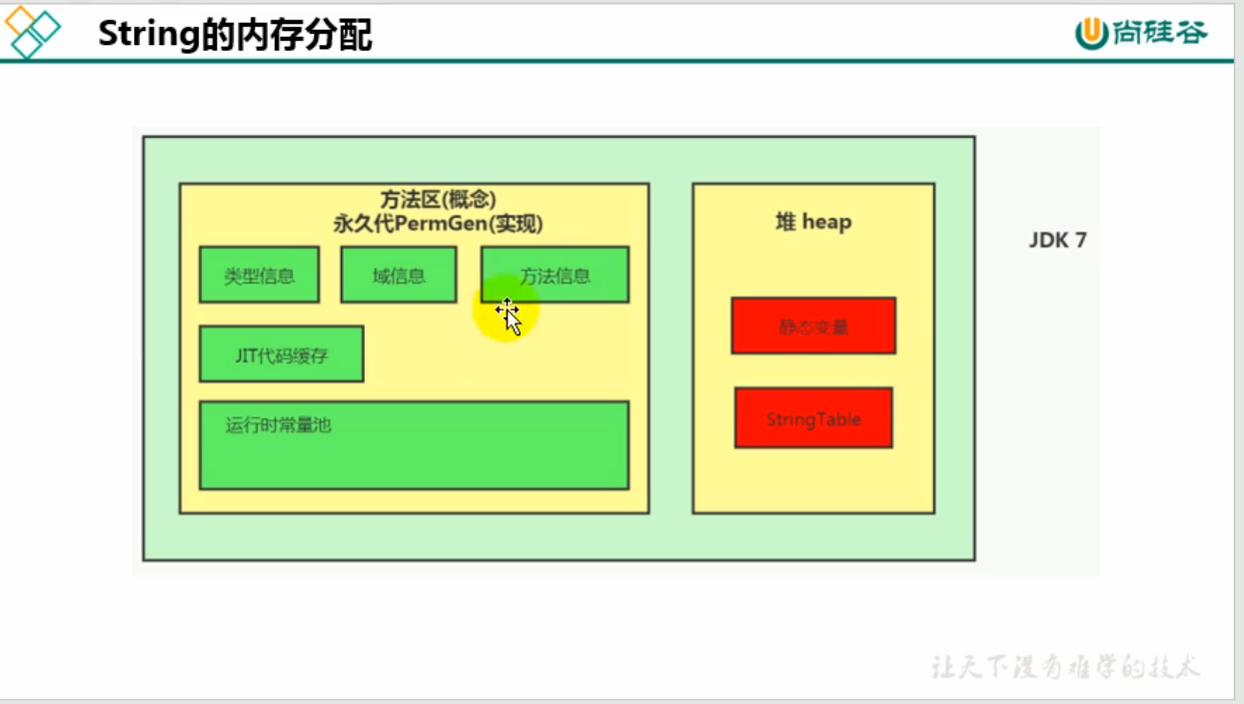 String的内存分配
尚硅谷
方法区(概念)
永久代PermGen(实现)
堆 heap
JDK 7
类型信息
域信息
方法信息
静态变量
JIT代码缓存
StringTable
运行时常量池
让天下没有难学的技术